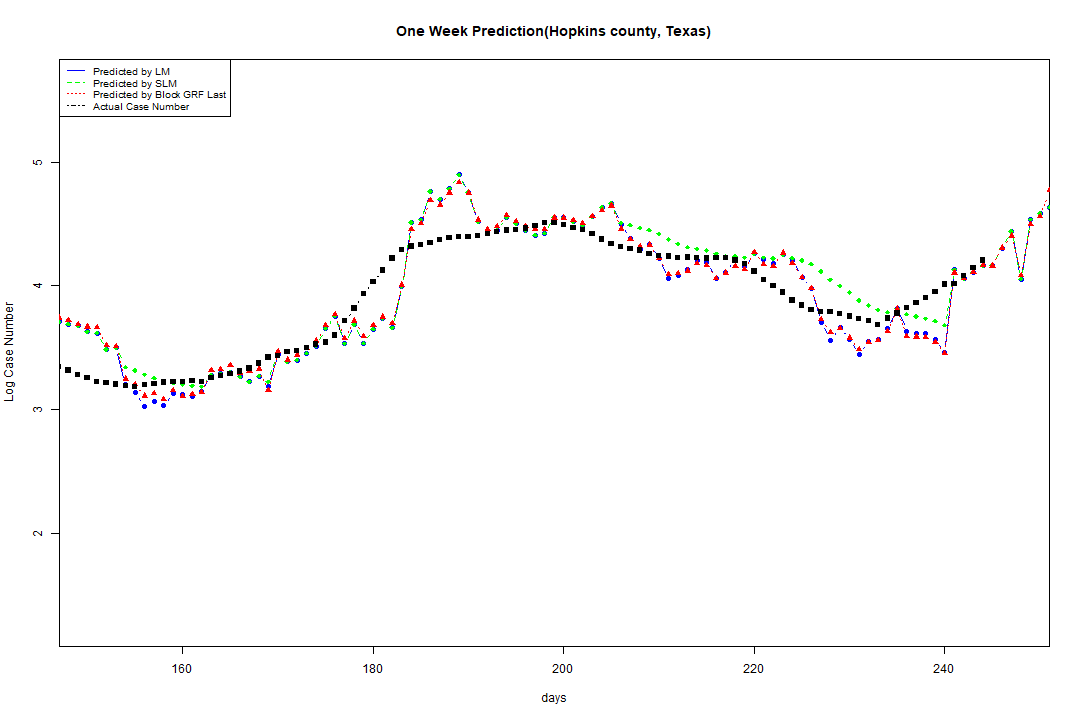 One Week Prediction(Hopkins county, Texas)
Predicted by LM
Predicted by SLM
Predicted by Block GRF Last
Actual Case Number
5
4
3
2
Log Case Number
160 180 200 220 240
days